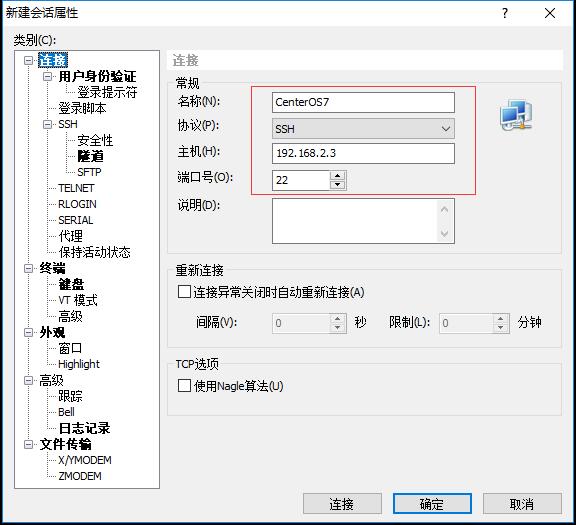 新建会话属性
类别(C):
连接
用户身份验证
登录提示符
登录脚本
SSH
安全性
隧道
SFTP
TELNET
RLOGIN
SERIAL
代理
保持活动状态
终端
键盘
VT 模式
高级
外观
窗口
Highlight
高级
跟踪
Bell
日志记录
文件传输
X/YMODEM
ZMODEM
连接
常规
名称(N): CenterOS7
协议(P): SSH
主机(H): 192.168.2.3
端口号(O): 22
说明(D):
重新连接
连接异常关闭时自动重新连接(A)
间隔(V): 0 秒 限制(L): 0 分钟
TCP选项
使用Nagle算法(U)
连接 确定 取消